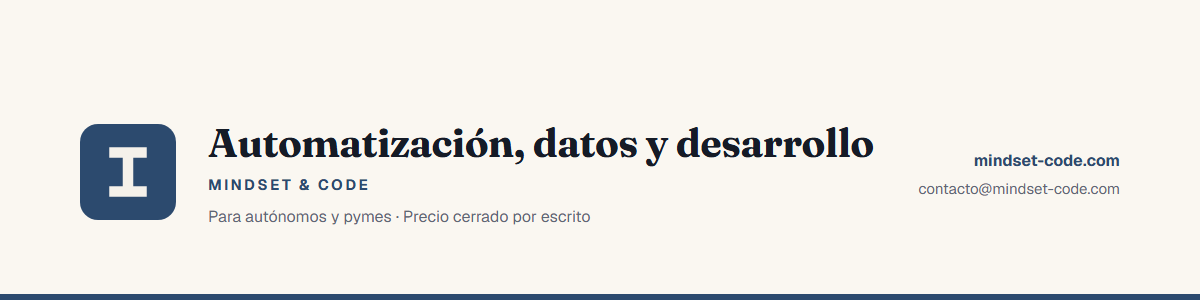 I
Automatización, datos y desarrollo
MINDSET & CODE
Para autónomos y pymes · Precio cerrado por escrito
mindset-code.com
contacto@mindset-code.com